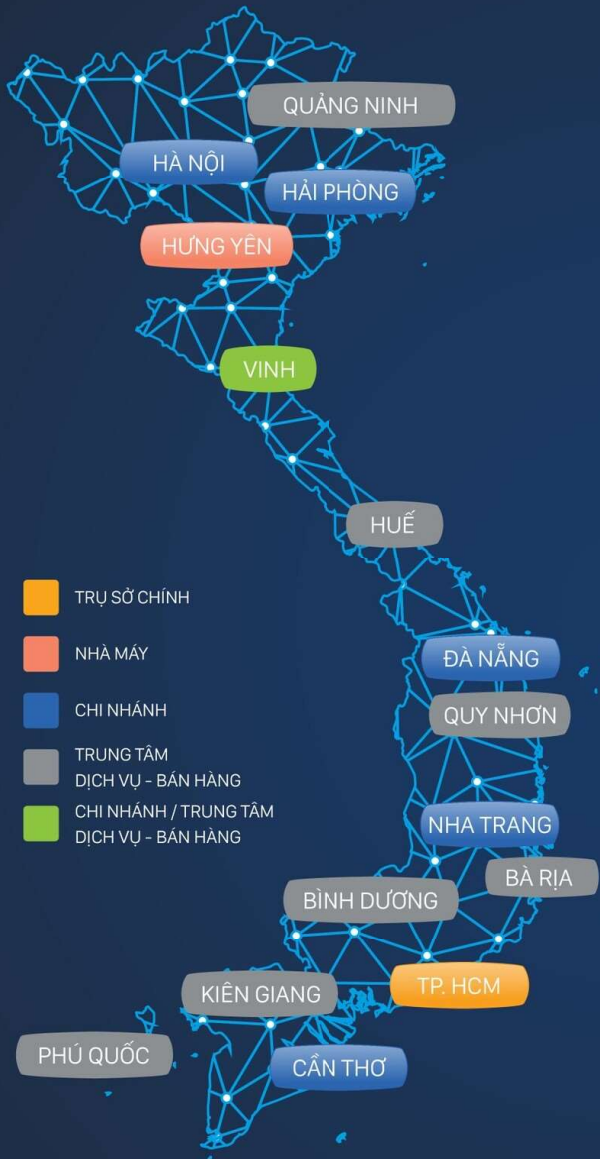 QUẢNG NINH
HÀ NỘI
HẢI PHÒNG
HƯNG YÊN
VINH
HUẾ
TRỤ SỞ CHÍNH
NHÀ MÁY
CHI NHÁNH
TRUNG TÂM
DỊCH VỤ - BÁN HÀNG
CHI NHÁNH / TRUNG TÂM
DỊCH VỤ - BÁN HÀNG
ĐÀ NẴNG
QUY NHƠN
NHA TRANG
BÀ RỊA
BÌNH DƯƠNG
TP. HCM
KIÊN GIANG
PHÚ QUỐC
CẦN THƠ